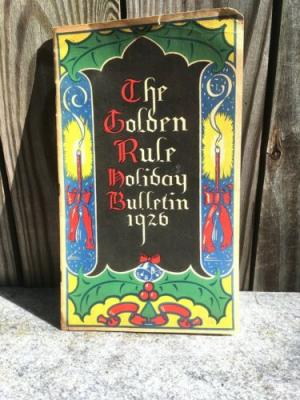 The
Golden
Rule
Holiday
Bulletin
1926